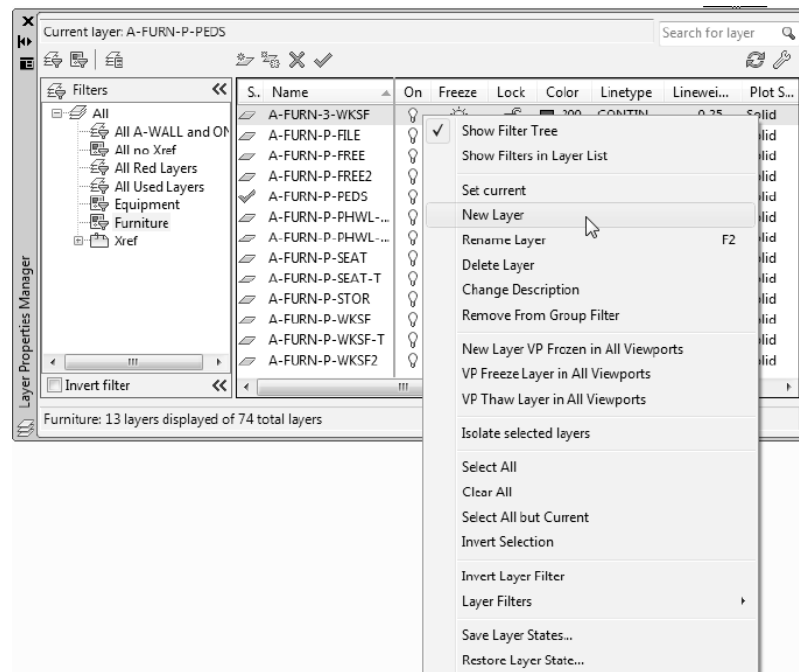 Current layer: A-FURN-P-PEDS
Search for layer
Filters
S.. Name On Freeze Lock Color Linetype Linewei... Plot S...
All
All A-WALL and
All no Xref
All Red Layers
All Used Layers
Equipment
Furniture
Xref
Invert filter
A-FURN-3-WKSF 200 CONTIN 0.25 Solid
A-FURN-P-FILE
A-FURN-P-FREE
A-FURN-P-FREE2
A-FURN-P-PEDS
A-FURN-P-PHWL-...
A-FURN-P-PHWL-...
A-FURN-P-SEAT
A-FURN-P-SEAT-T
A-FURN-P-STOR
A-FURN-P-WKSF
A-FURN-P-WKSF-T
A-FURN-P-WKSF2
Layer Properties Manager
Furniture: 13 layers displayed of 74 total layers
Show Filter Tree
Show Filters in Layer List
Set current
New Layer
Rename Layer F2
Delete Layer
Change Description
Remove From Group Filter
New Layer VP Frozen in All Viewports
VP Freeze Layer in All Viewports
VP Thaw Layer in All Viewports
Isolate selected layers
Select All
Clear All
Select All but Current
Invert Selection
Invert Layer Filter
Layer Filters
Save Layer States...
Restore Layer State...